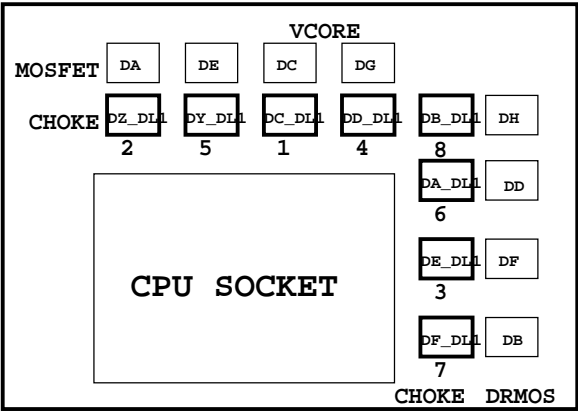 VCORE
MOSFET DA DE DC DG
CHOKE DZ_DL1 DY_DL1 DC_DL1 DD_DL1 DB_DL1 DH
2 5 1 4 8
DA_DL1 DD
6
CPU SOCKET DE_DL1 DF
3
DF_DL1 DB
7
CHOKE DRMOS